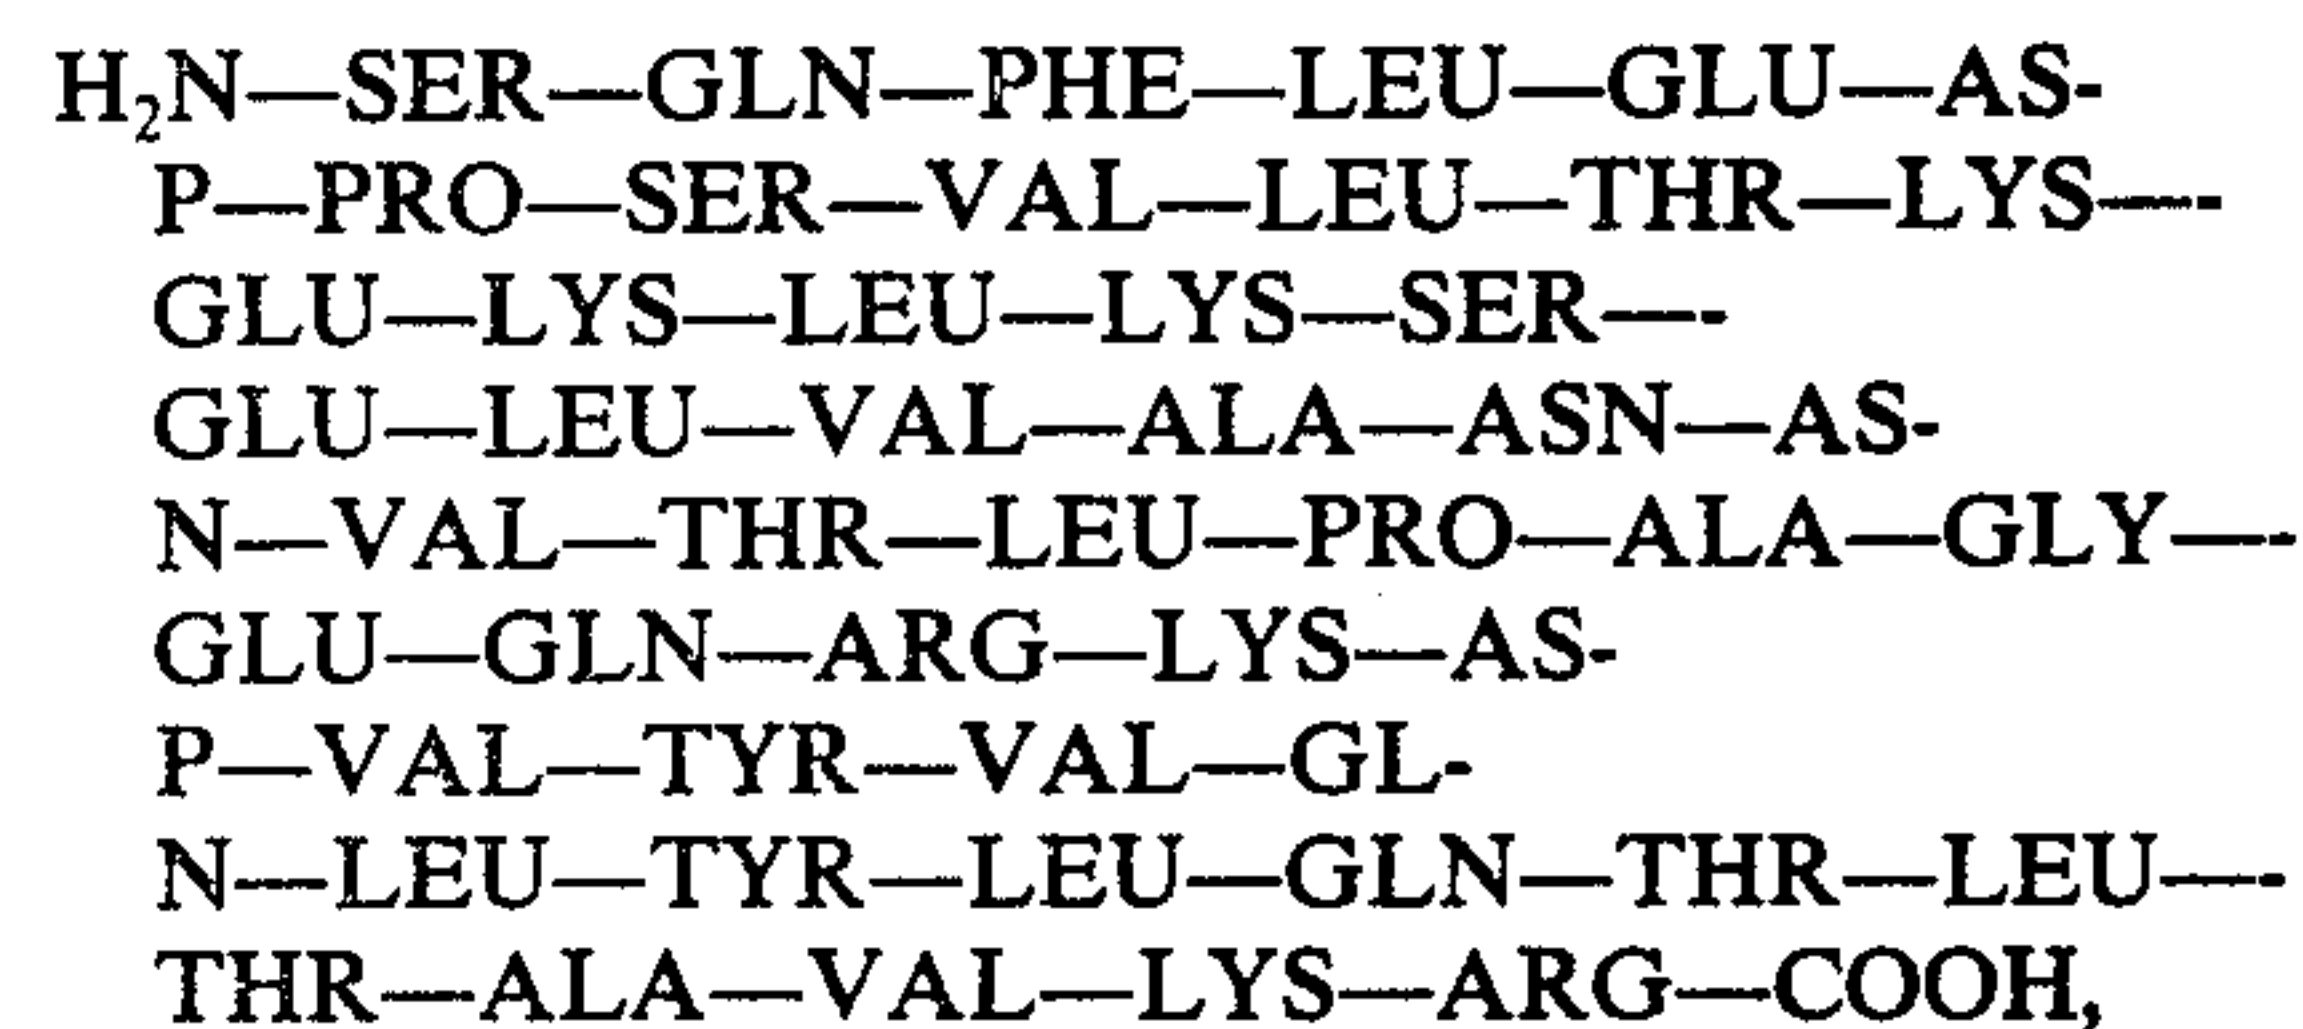 H₂N—SER—GLN—PHE—LEU—GLU—AS-
P—PRO—SER—VAL—LEU—THR—LYS—-
GLU—LYS—LEU—LYS—SER—-
GLU—LEU—VAL—ALA—ASN—AS-
N—VAL—THR—LEU—PRO—ALA—GLY—-
GLU—GLN—ARG—LYS—AS-
P—VAL—TYR—VAL—GL-
N—LEU—TYR—LEU—GLN—THR—LEU—-
THR—ALA—VAL—LYS—ARG—COOH,